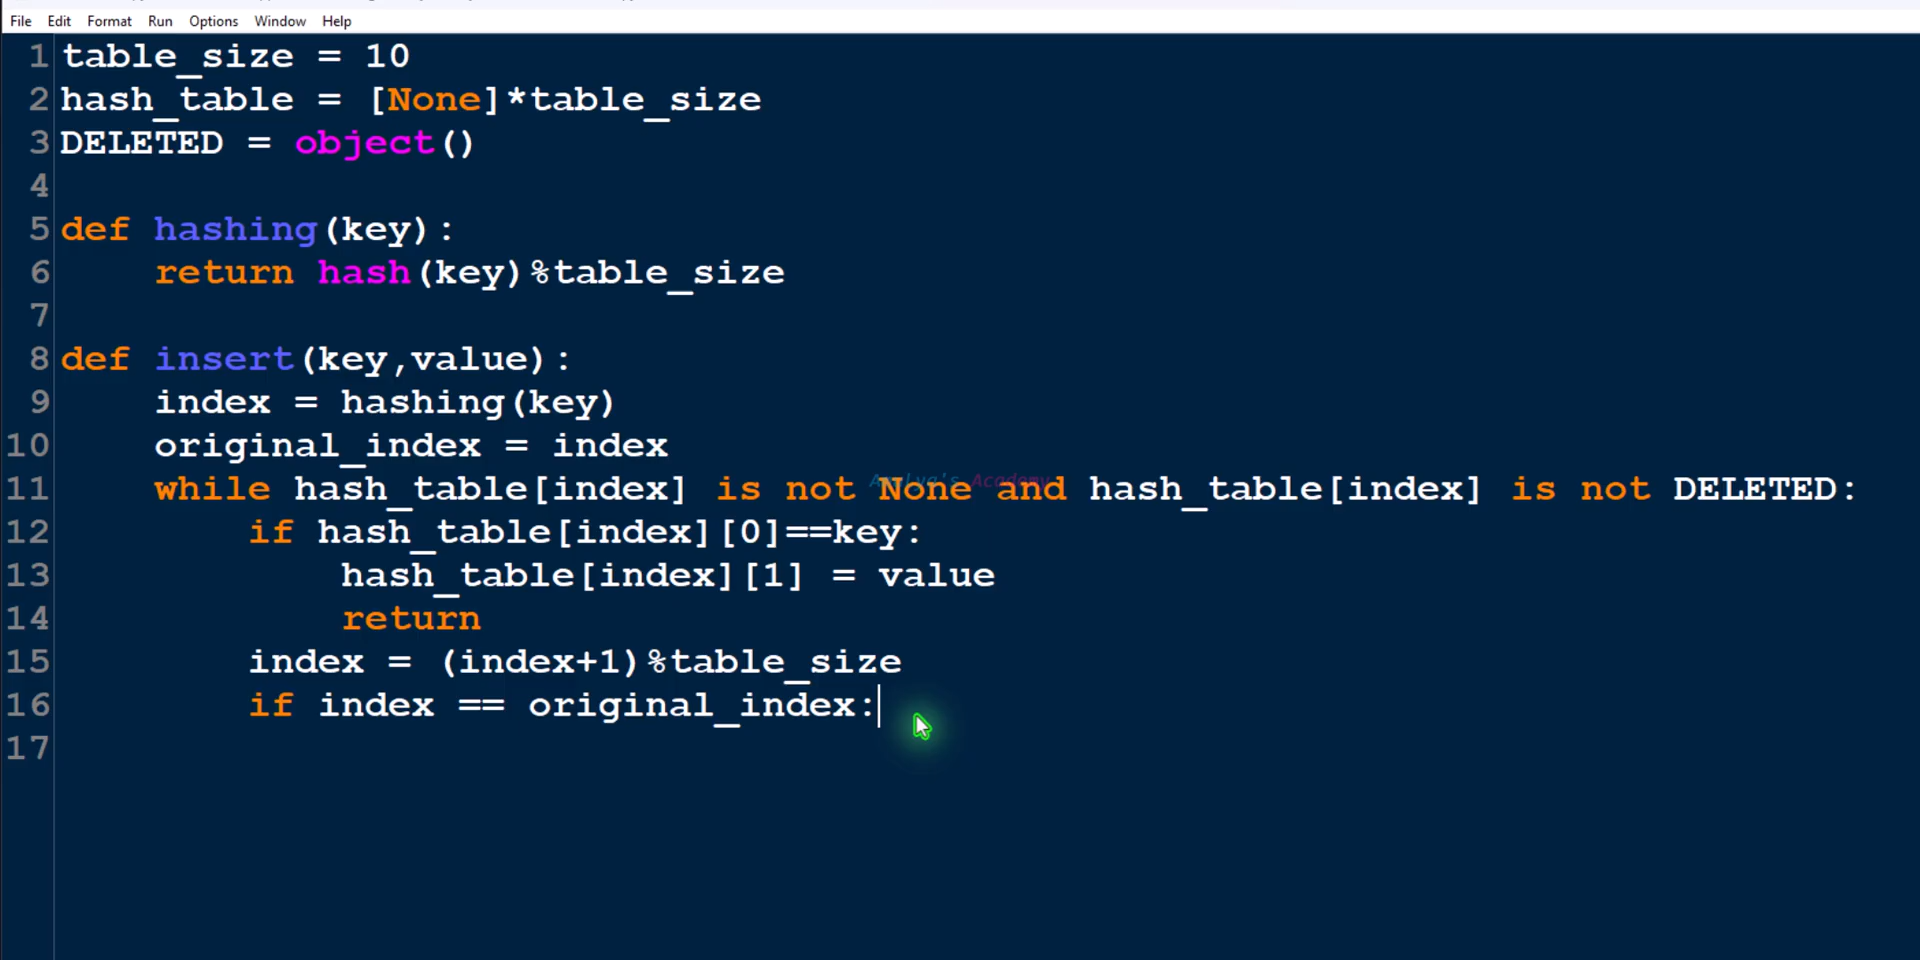 File Edit Format Run Options Window Help
1 table_size = 10
2 hash_table = [None]*table_size
3 DELETED = object()
4
5 def hashing(key):
6     return hash(key)%table_size
7
8 def insert(key,value):
9     index = hashing(key)
10     original_index = index
11     while hash_table[index] is not None and hash_table[index] is not DELETED:
12         if hash_table[index][0]==key:
13             hash_table[index][1] = value
14             return
15         index = (index+1)%table_size
16         if index == original_index:
17
Academy